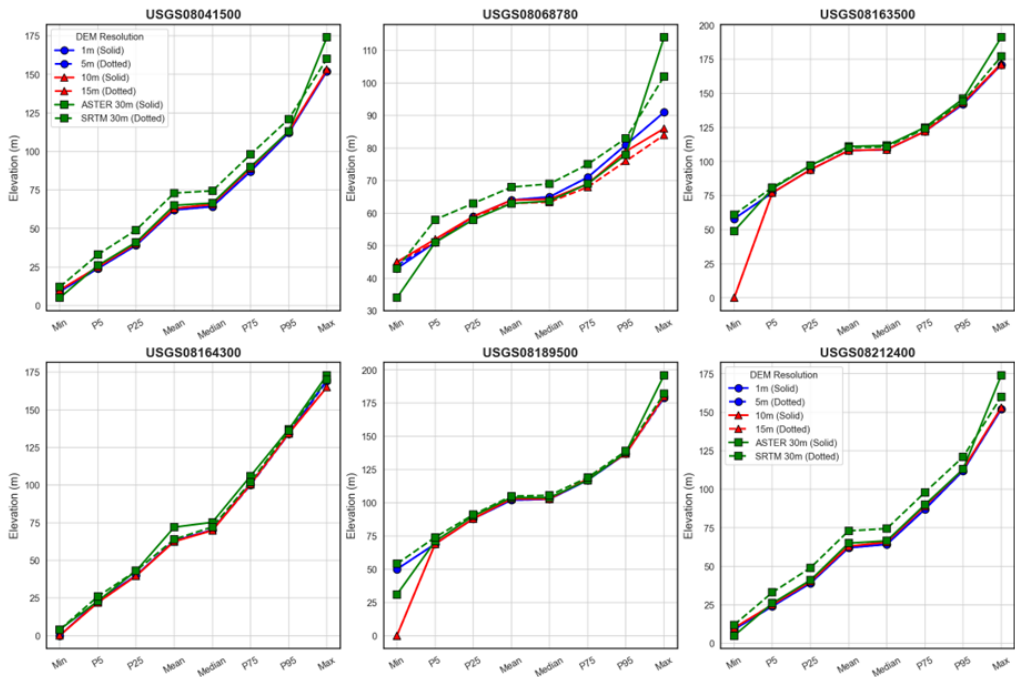 USGS08041500
USGS08068780
USGS08163500
Elevation (m)
175
150
125
100
75
50
25
0
DEM Resolution
1m (Solid)
5m (Dotted)
10m (Solid)
15m (Dotted)
ASTER 30m (Solid)
SRTM 30m (Dotted)
Min
P5
P25
Mean
Median
P75
P95
Max
Elevation (m)
110
100
90
80
70
60
50
40
30
Min
P5
P25
Mean
Median
P75
P95
Max
Elevation (m)
200
175
150
125
100
75
50
25
0
Min
P5
P25
Mean
Median
P75
P95
Max
USGS08164300
USGS08189500
USGS08212400
Elevation (m)
175
150
125
100
75
50
25
0
Min
P5
P25
Mean
Median
P75
P95
Max
Elevation (m)
200
175
150
125
100
75
50
25
0
Min
P5
P25
Mean
Median
P75
P95
Max
Elevation (m)
175
150
125
100
75
50
25
0
DEM Resolution
1m (Solid)
5m (Dotted)
10m (Solid)
15m (Dotted)
ASTER 30m (Solid)
SRTM 30m (Dotted)
Min
P5
P25
Mean
Median
P75
P95
Max